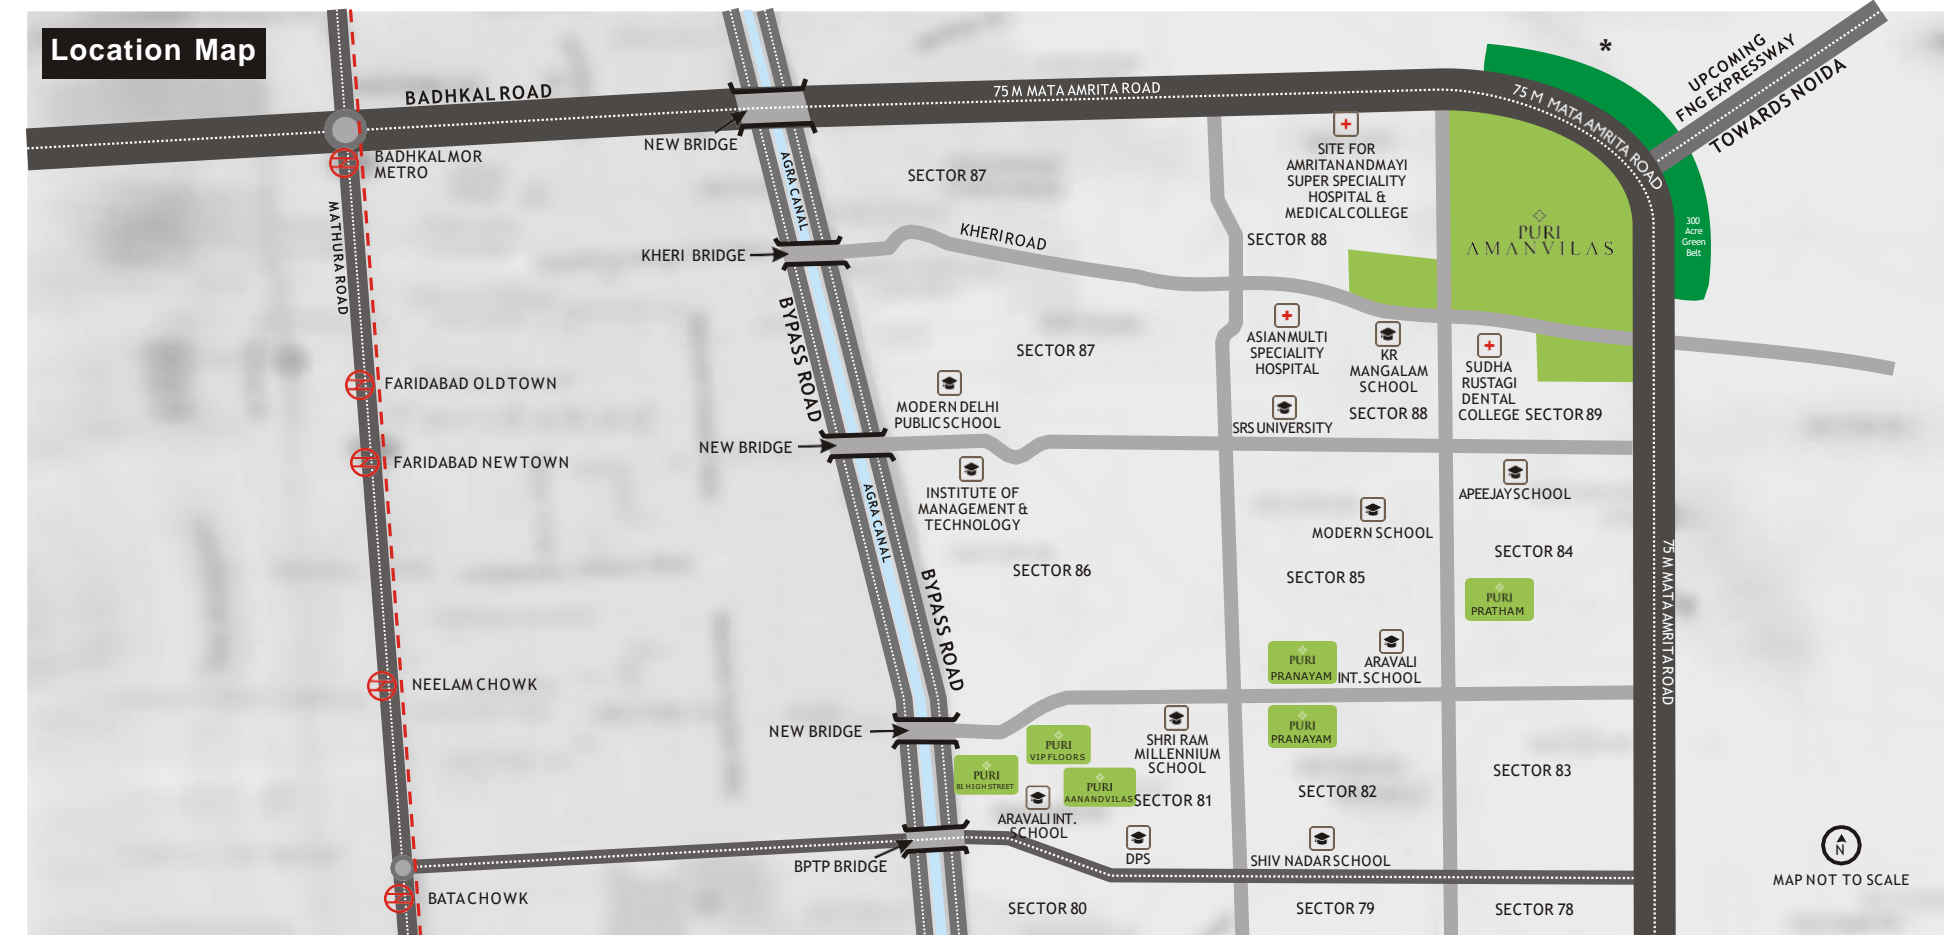 Location Map
BADHKAL ROAD
75 M MATA AMRITA ROAD
75 M MATA AMRITA ROAD
*
UPCOMING
FNG EXPRESSWAY
TOWARDS NOIDA
NEW BRIDGE
BADHKAL MOR
METRO
MATHURA ROAD
AGRA CANAL
SECTOR 87
SITE FOR
AMRITANANDMAYI
SUPER SPECIALITY
HOSPITAL &
MEDICAL COLLEGE
SECTOR 88
PURI
AMANVILAS
300
Acre
Green
Belt
KHERI ROAD
KHERI BRIDGE
BYPASS ROAD
SECTOR 87
ASIAN MULTI
SPECIALITY
HOSPITAL
KR
MANGALAM
SCHOOL
SUDHA
RUSTAGI
DENTAL
COLLEGE
SECTOR 89
SECTOR 88
FARIDABAD OLD TOWN
MODERN DELHI
PUBLIC SCHOOL
SRS UNIVERSITY
NEW BRIDGE
FARIDABAD NEW TOWN
INSTITUTE OF
MANAGEMENT &
TECHNOLOGY
AGRA CANAL
APEEJAY SCHOOL
MODERN SCHOOL
SECTOR 84
SECTOR 86
SECTOR 85
BYPASS ROAD
75 M MATA AMRITA ROAD
PURI
PRATHAM
PURI
PRANAYAM
ARAVALI
INT. SCHOOL
NEELAM CHOWK
NEW BRIDGE
PURI
VIP FLOORS
SHRI RAM
MILLENNIUM
SCHOOL
PURI
PRANAYAM
PURI
81 HIGH STREET
PURI
AANANDVILAS
SECTOR 81
SECTOR 82
SECTOR 83
ARAVALI INT.
SCHOOL
DPS
SHIV NADAR SCHOOL
BPTP BRIDGE
BATA CHOWK
SECTOR 80
SECTOR 79
SECTOR 78
N
MAP NOT TO SCALE